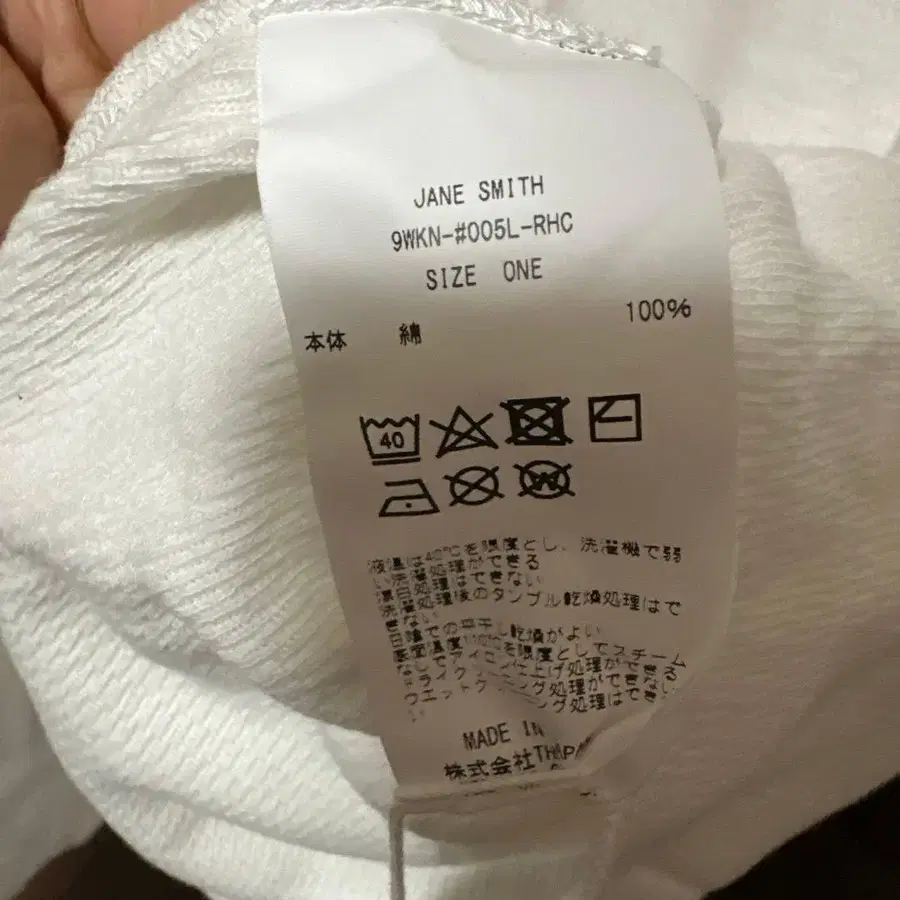 JANE SMITH
9WKN-#005L-RHC
SIZE ONE
本体 綿 100%
40
W
液温は40℃を限度とし、洗濯機で弱
い洗濯処理ができる
漂白処理はできない
洗濯処理後のタンブル乾燥処理はで
きない
日陰での平干し乾燥がよい
底面温度110℃を限度としてスチーム
なしでアイロン仕上げ処理ができる
ドライク ニング処理ができない
ウエットク ニング処理はでき
い
MADE IN
株式会社TH